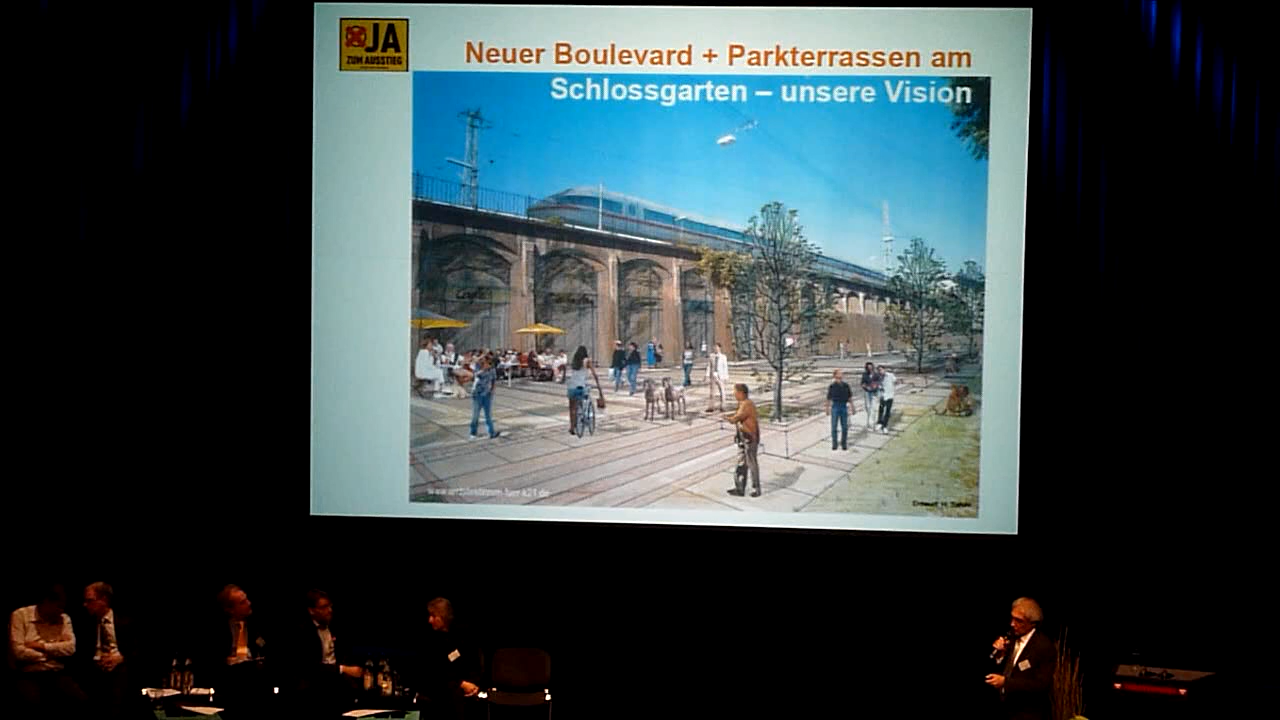 JA
ZUM AUSSTIEG
Neuer Boulevard + Parkterrassen am
Schlossgarten – unsere Vision